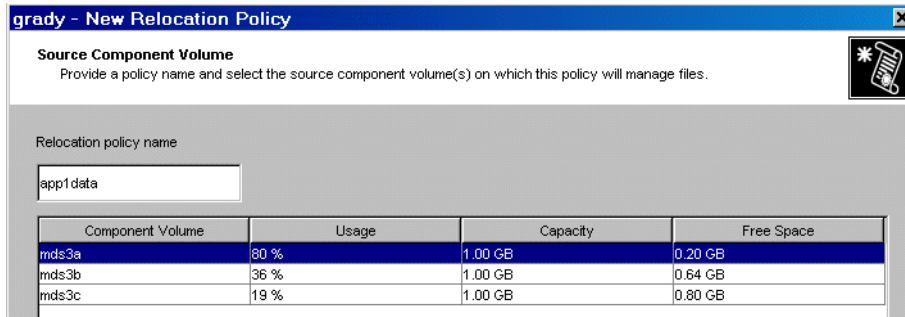 grady - New Relocation Policy
Source Component Volume
Provide a policy name and select the source component volume(s) on which this policy will manage files.
Relocation policy name
app1data
Component Volume Usage Capacity Free Space
mds3a 80 % 1.00 GB 0.20 GB
mds3b 36 % 1.00 GB 0.64 GB
mds3c 19 % 1.00 GB 0.80 GB